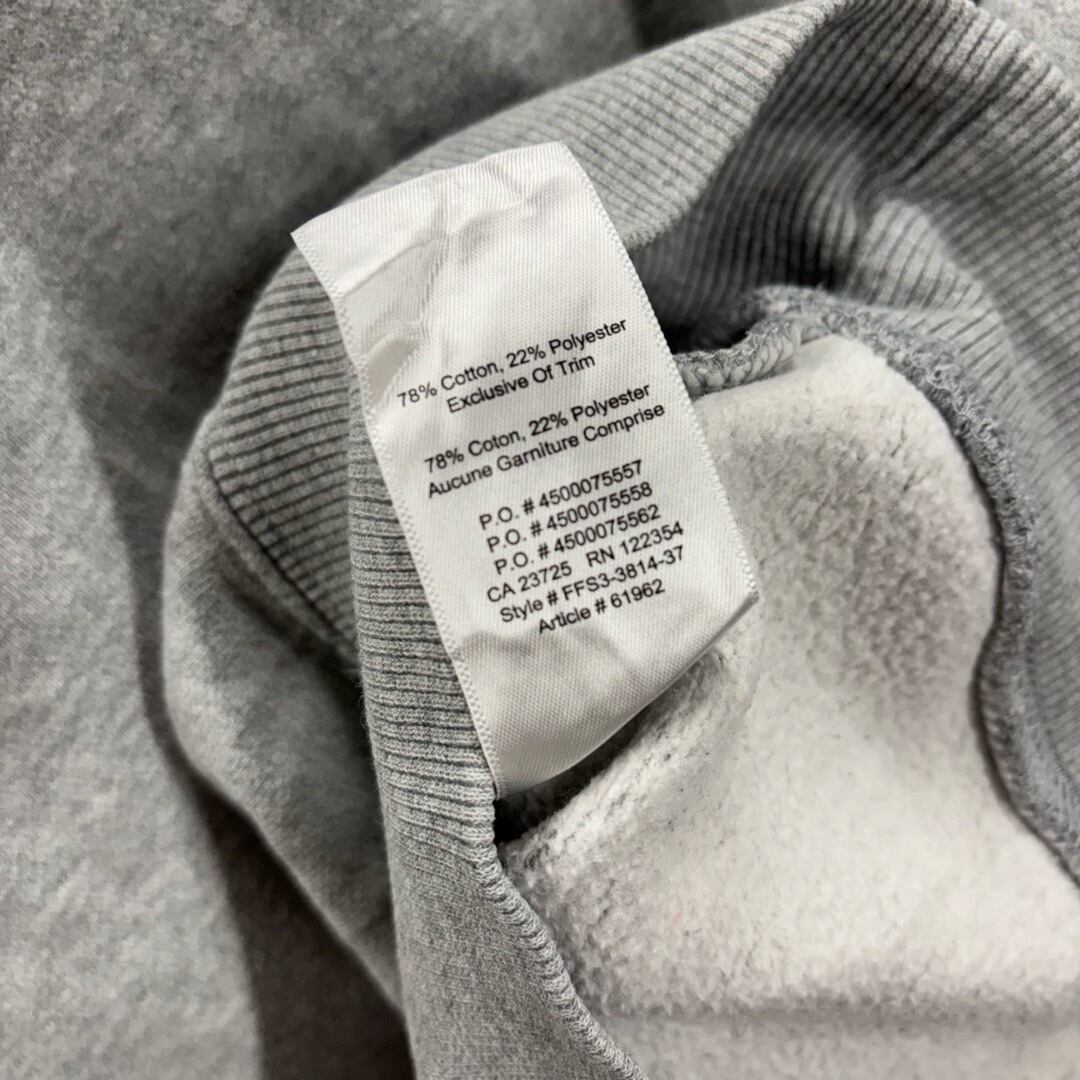 78% Cotton, 22% Polyester
Exclusive Of Trim
78% Coton, 22% Polyester
Aucune Garniture Comprise
P.O. # 4500075557
P.O. # 4500075558
P.O. # 4500075562
CA 23725 RN 122354
Style # FFS3-3814-37
Article # 61962